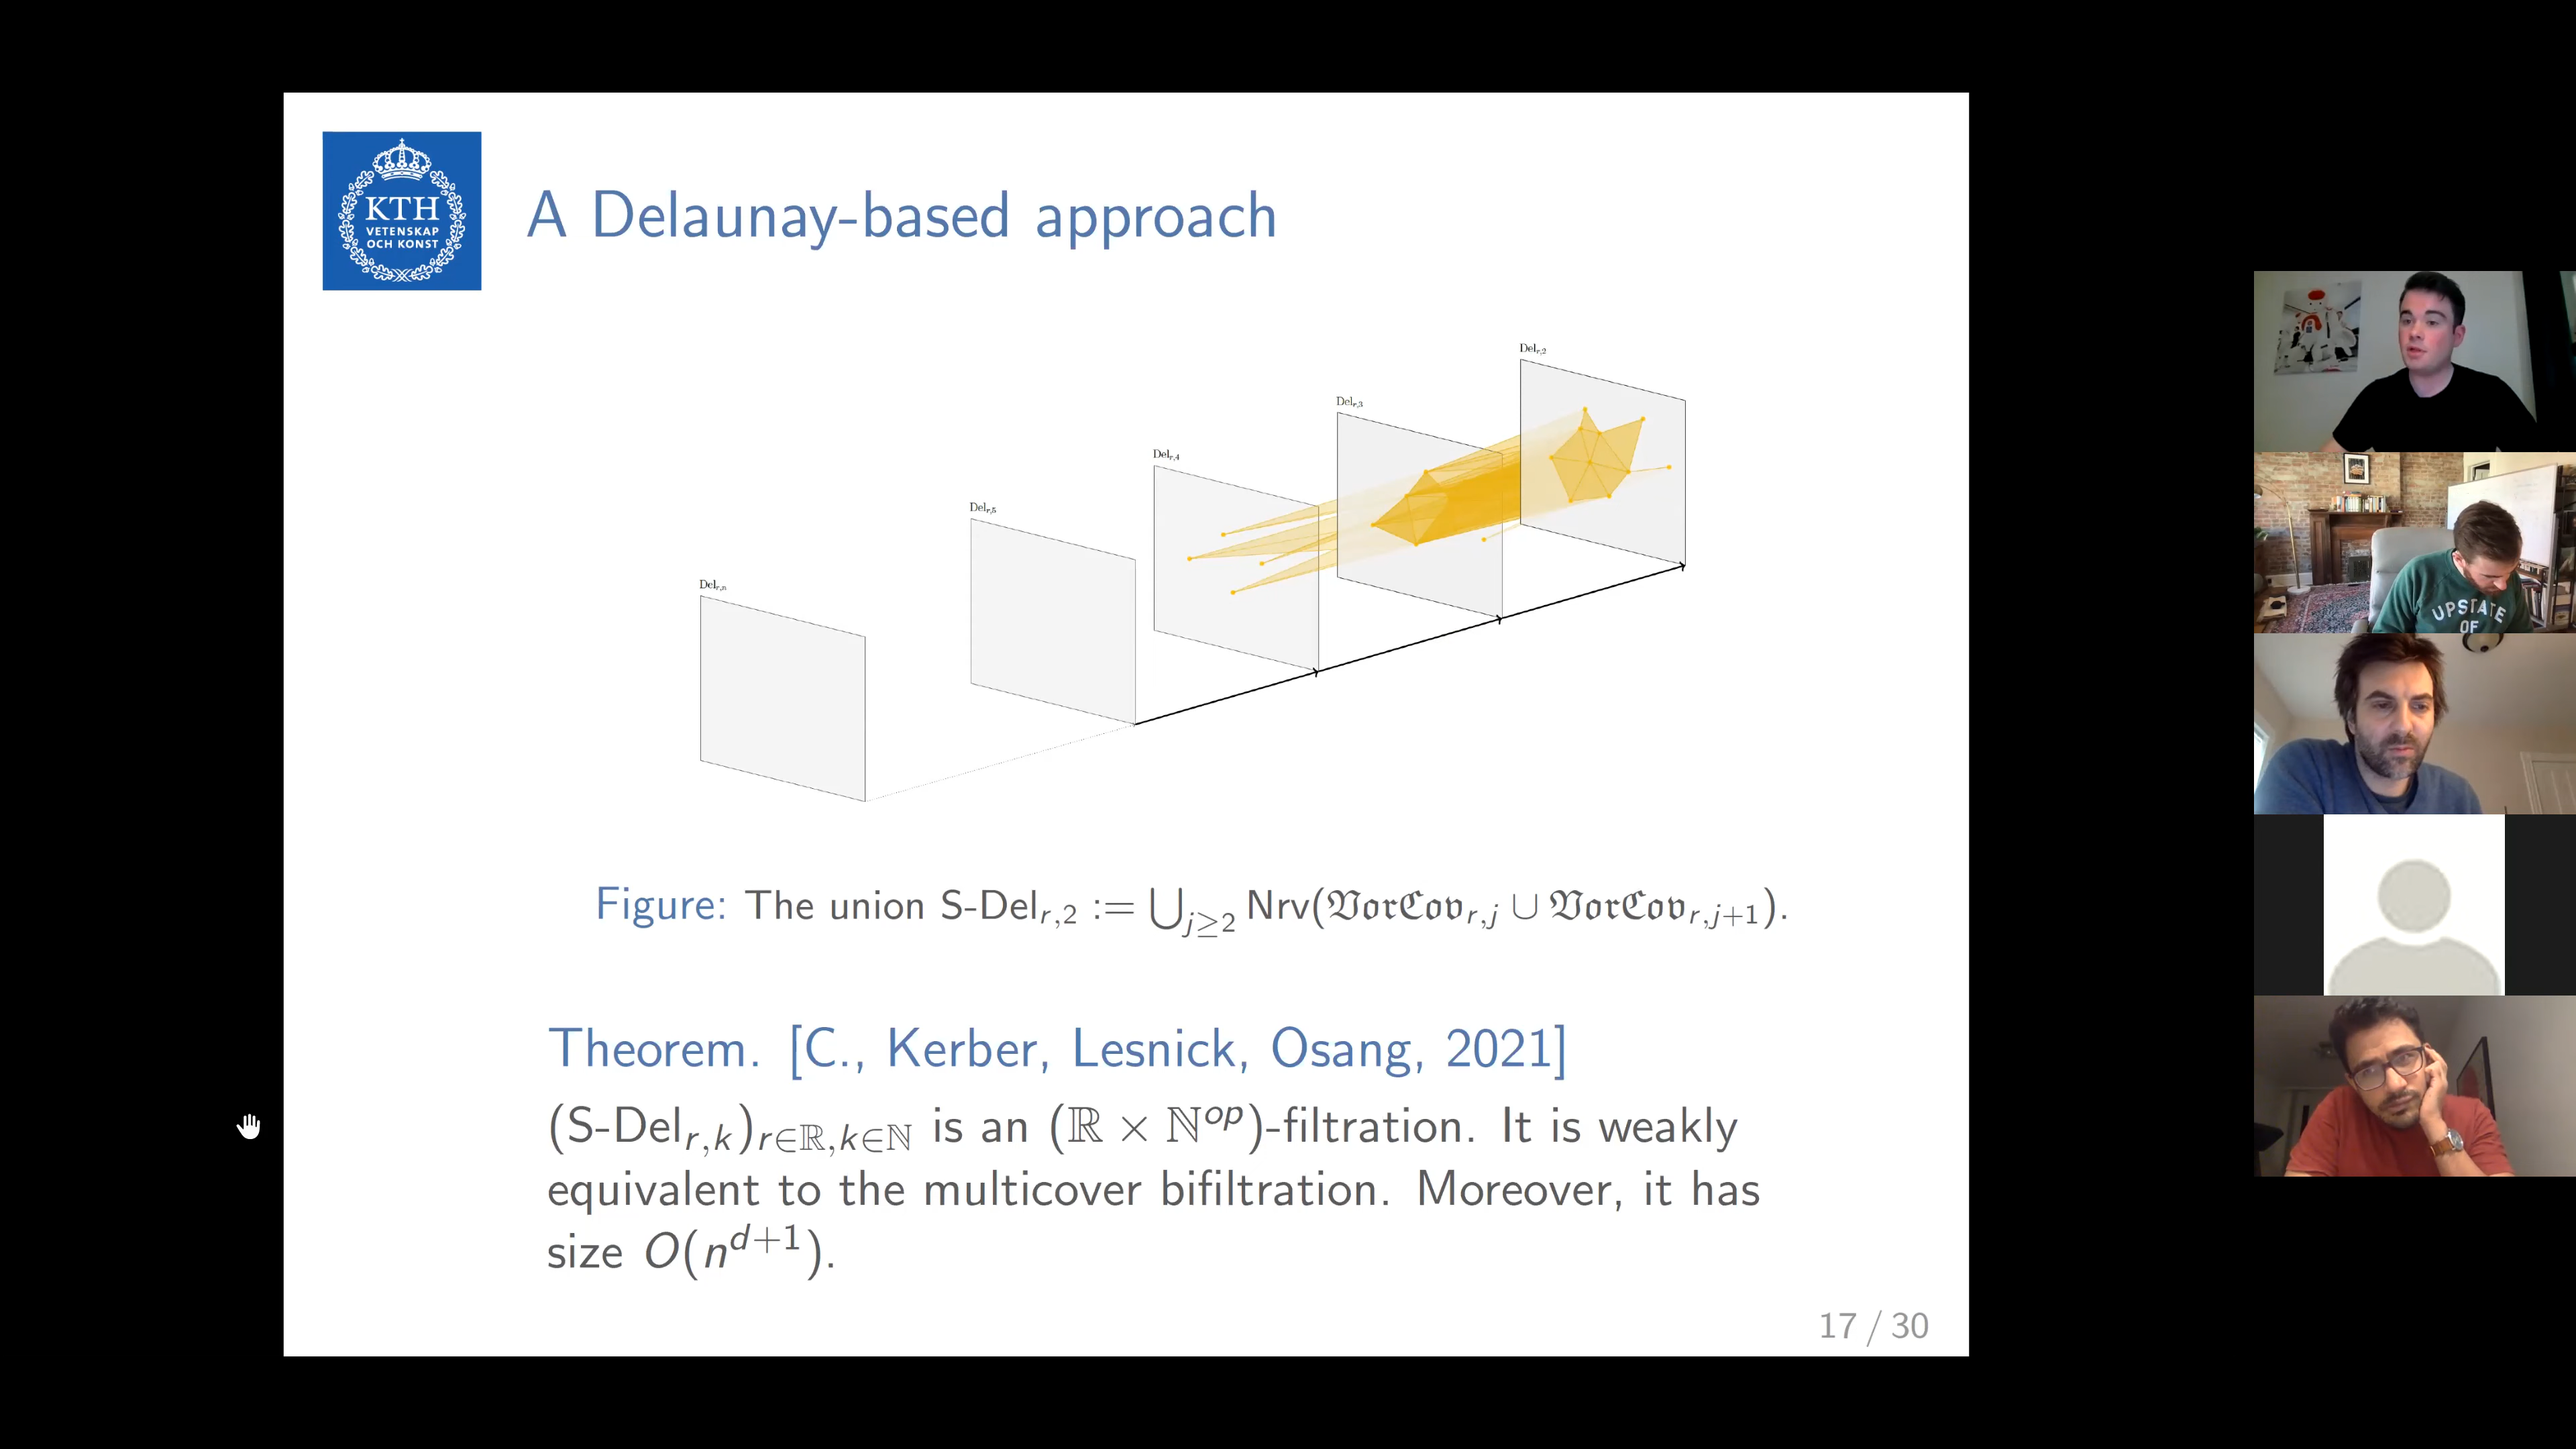 KTH
VETENSKAP
OCH KONST
A Delaunay-based approach
Del_{r,2}
Del_{r,3}
Del_{r,4}
Del_{r,5}
Del_{r,n}
Figure: The union S-Del_{r,2} := ⋃_{j≥2} Nrv(𝔙𝔬𝔯ℭ𝔬𝔳_{r,j} ∪ 𝔙𝔬𝔯ℭ𝔬𝔳_{r,j+1}).
Theorem. [C., Kerber, Lesnick, Osang, 2021]
(S-Del_{r,k})_{r∈ℝ,k∈ℕ} is an (ℝ × ℕ^{op})-filtration. It is weakly
equivalent to the multicover bifiltration. Moreover, it has
size O(n^{d+1}).
17 / 30
UPSTATE
OF